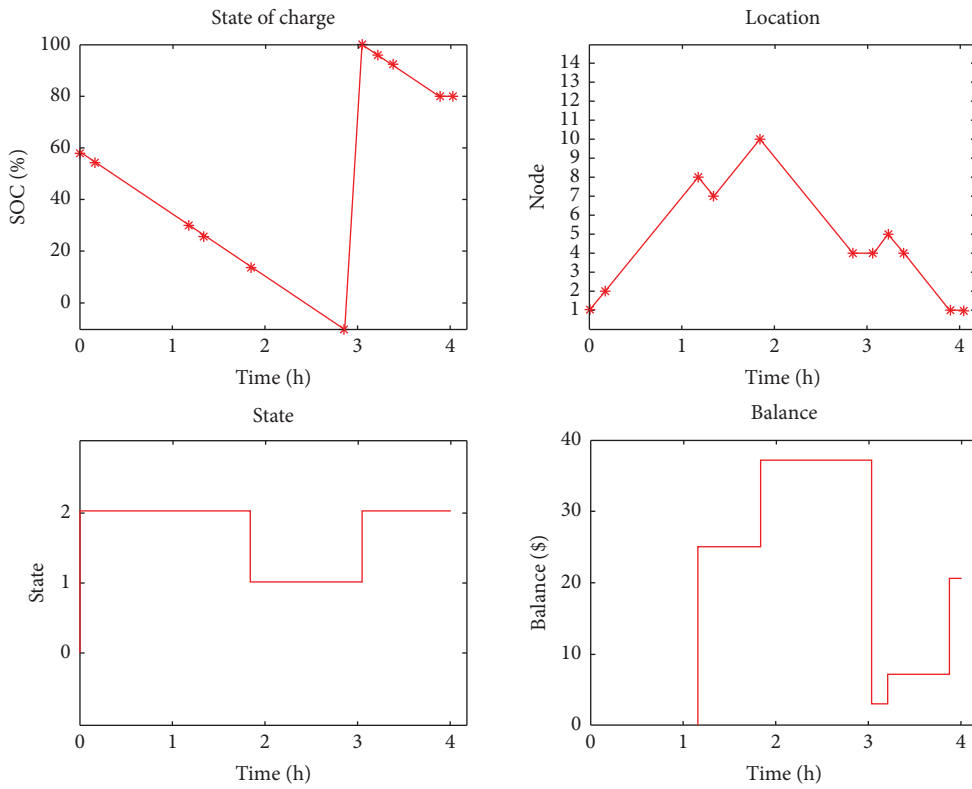 State of charge
100
80
60
40
20
0
SOC (%)
0 1 2 3 4
Time (h)
Location
14
13
12
11
10
9
8
7
6
5
4
3
2
1
Node
0 1 2 3 4
Time (h)
State
2
1
0
State
0 1 2 3 4
Time (h)
Balance
40
30
20
10
0
Balance ($)
0 1 2 3 4
Time (h)